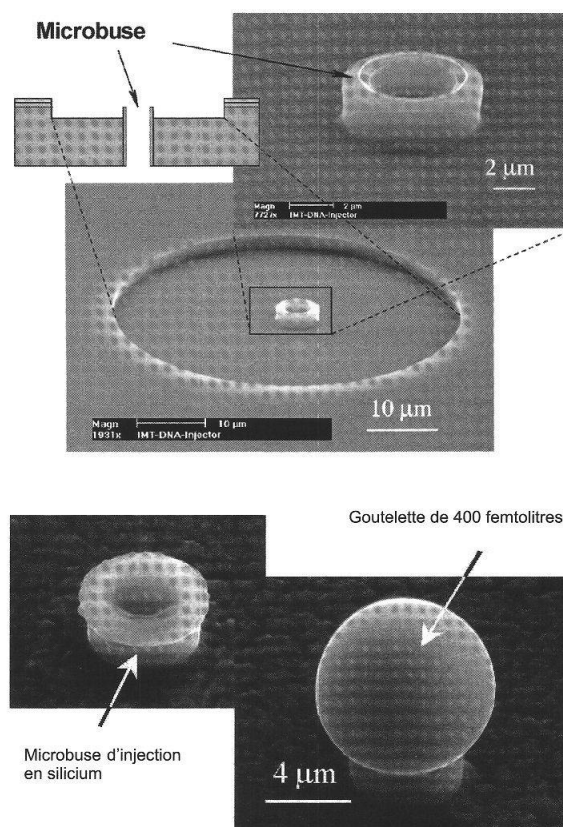 Microbuse
2 µm
Magn 2 µm
7727x IMT-DNA-Injector
10 µm
Magn 10 µm
1931x IMT-DNA-Injector
Goutelette de 400 femtolitres
Microbuse d'injection
en silicium
4 µm